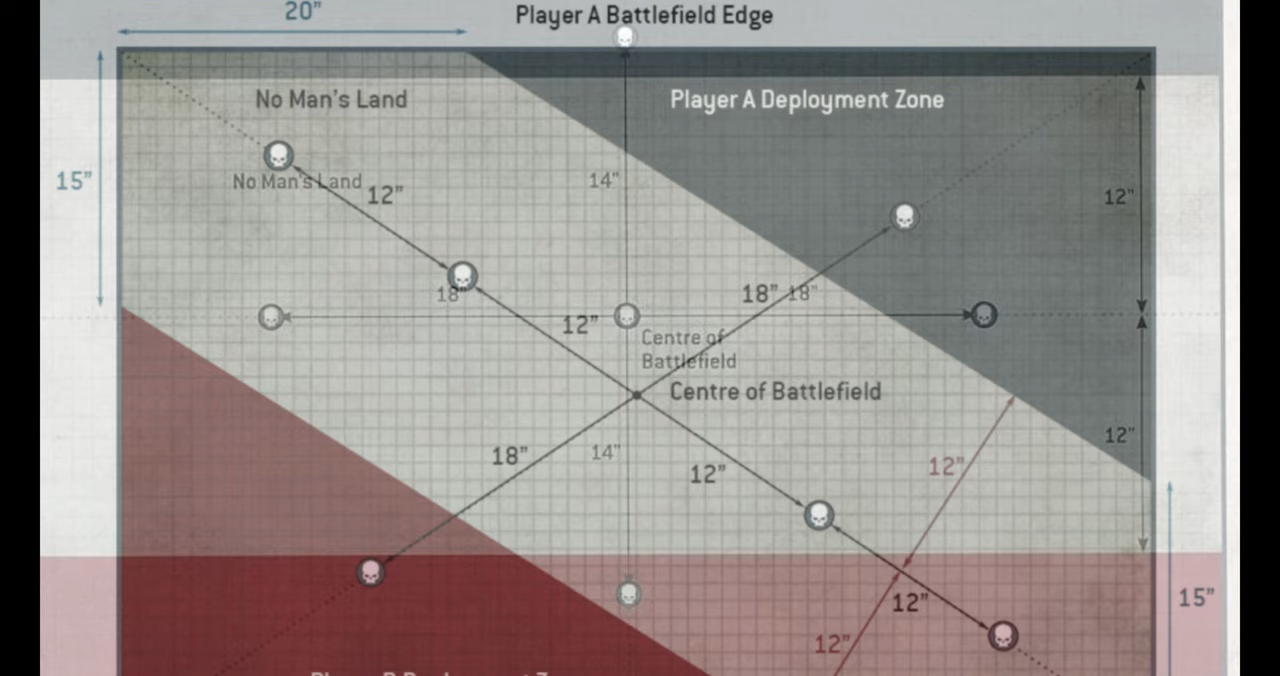 20”
Player A Battlefield Edge
No Man’s Land
Player A Deployment Zone
15”
No Man’s Land
12”
14”
12”
18”
18” 18”
12”
Centre of
Battlefield
Centre of Battlefield
12”
18”
14”
12”
12”
15”
12”
12”